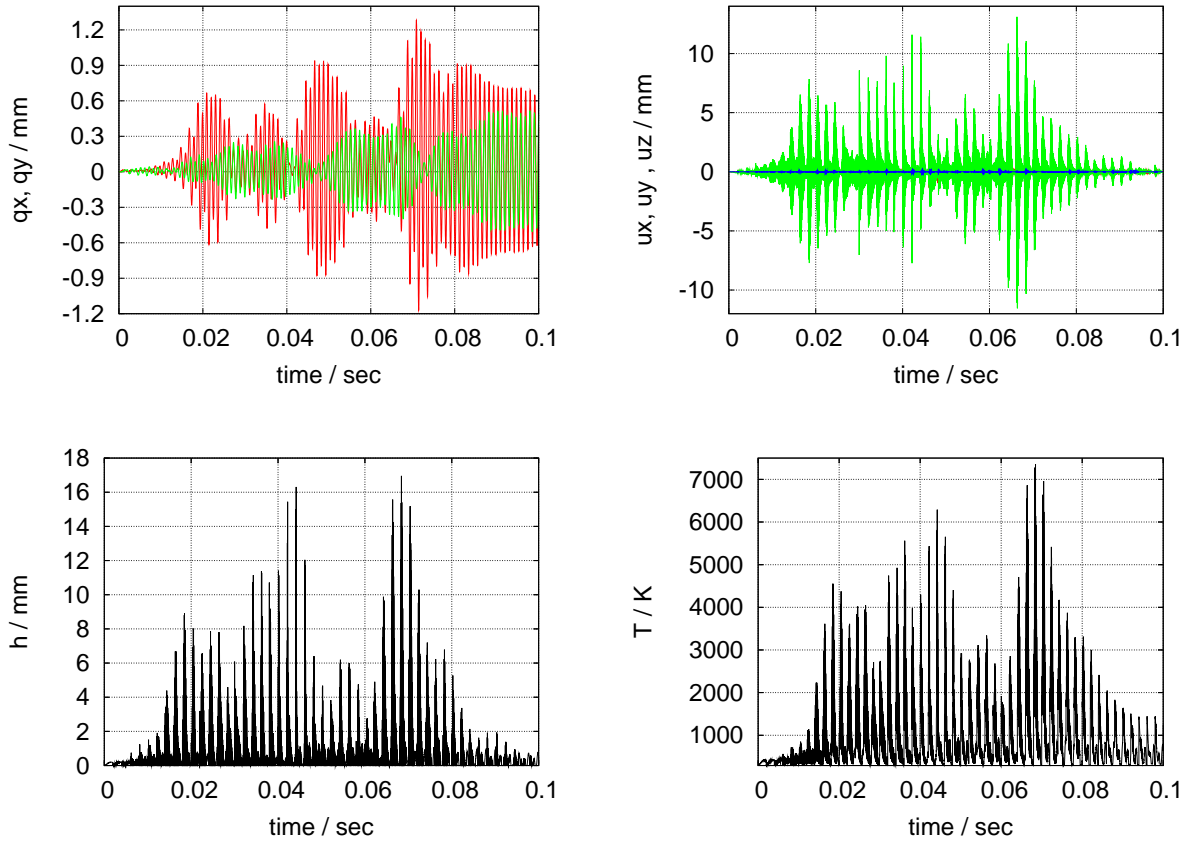 qx, qy / mm
1.2
0.9
0.6
0.3
0
-0.3
-0.6
-0.9
-1.2
0 0.02 0.04 0.06 0.08 0.1
time / sec
ux, uy , uz / mm
10
5
0
-5
-10
0 0.02 0.04 0.06 0.08 0.1
time / sec
h / mm
18
16
14
12
10
8
6
4
2
0
0 0.02 0.04 0.06 0.08 0.1
time / sec
T / K
7000
6000
5000
4000
3000
2000
1000
0 0.02 0.04 0.06 0.08 0.1
time / sec